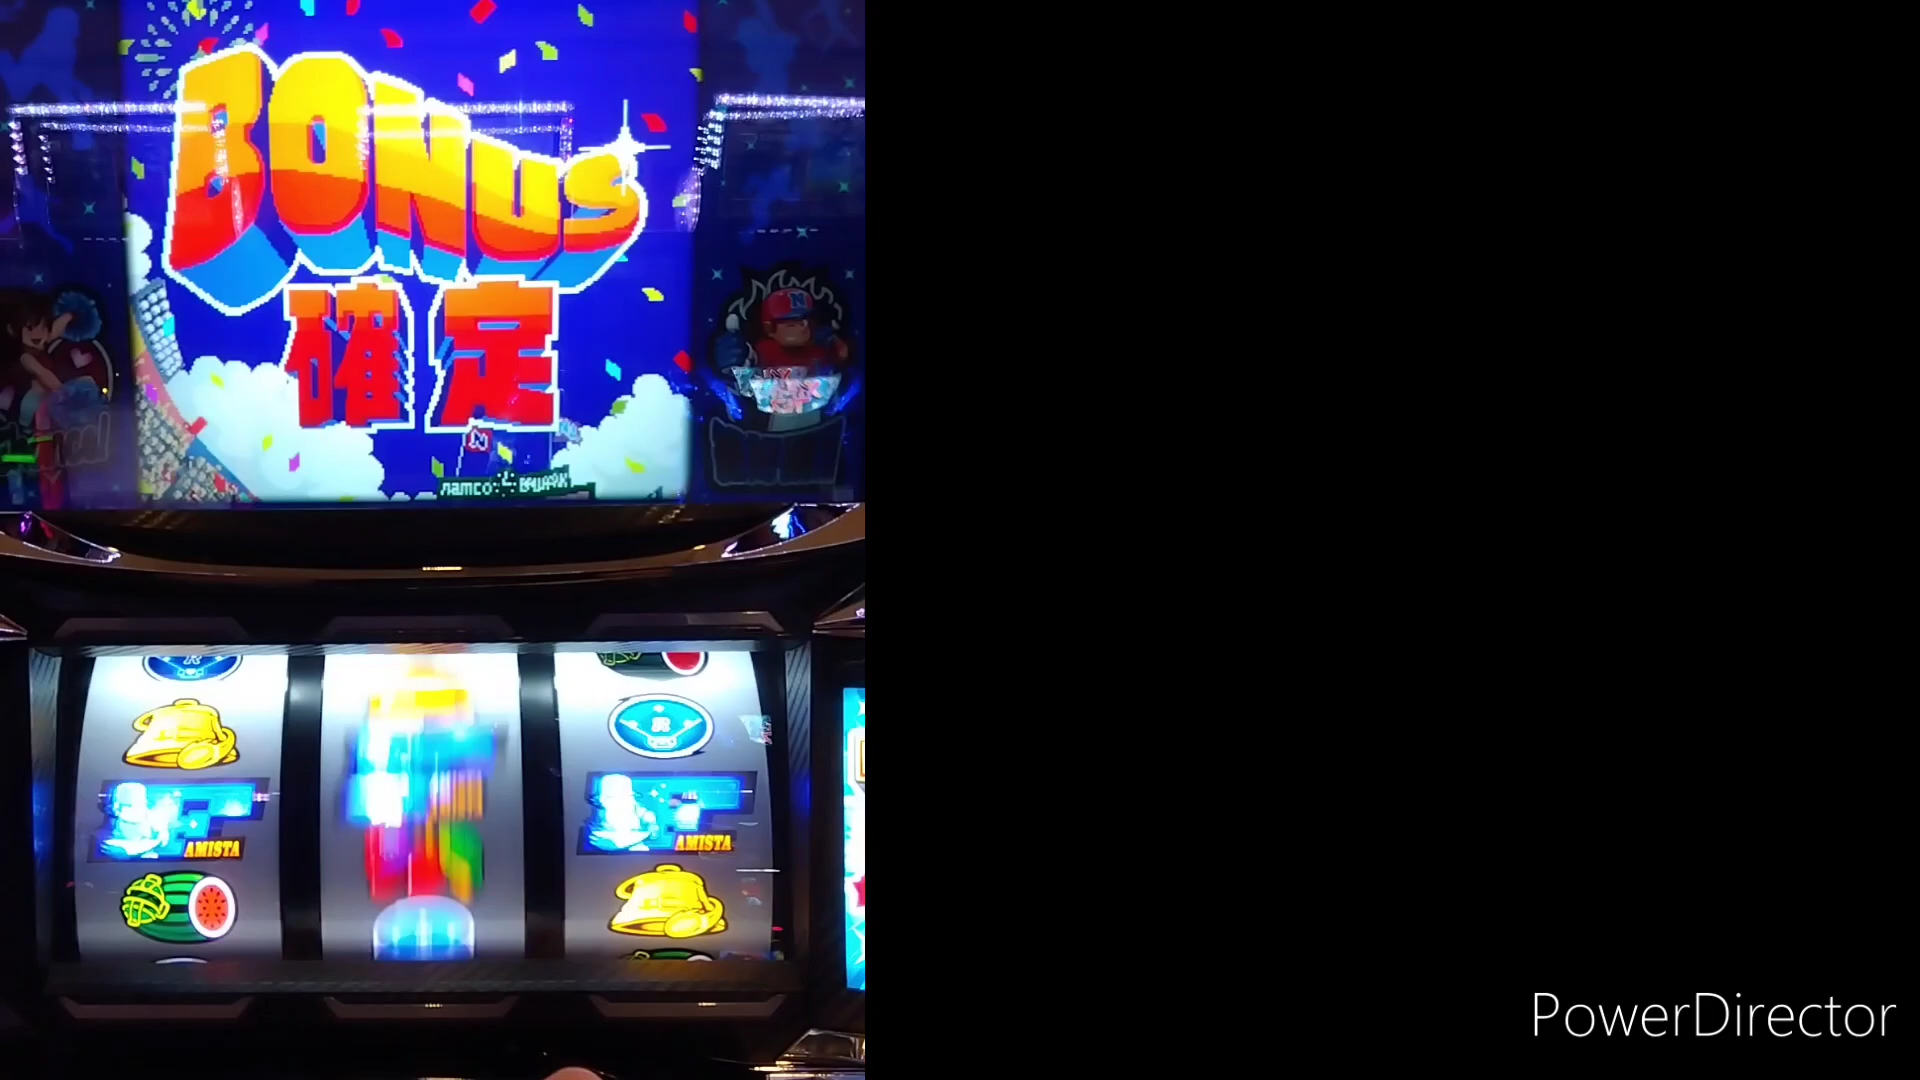 BONUS
確定
N
N
namco
R
R
AMISTA
AMISTA
PowerDirector